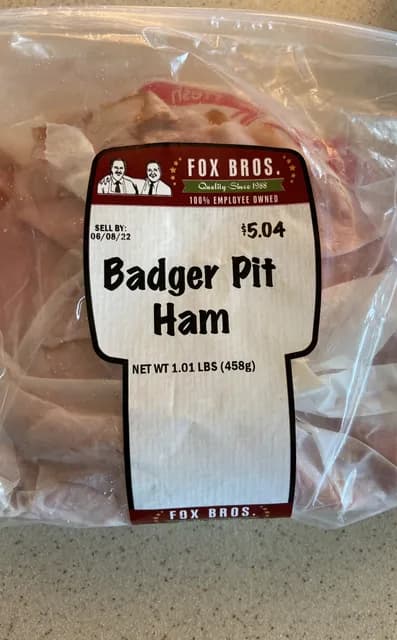 FOX BROS.
Quality Since 1988
100% EMPLOYEE OWNED
SELL BY:
06/08/22
$5.04
Badger Pit
Ham
NET WT 1.01 LBS (458g)
FOX BROS.